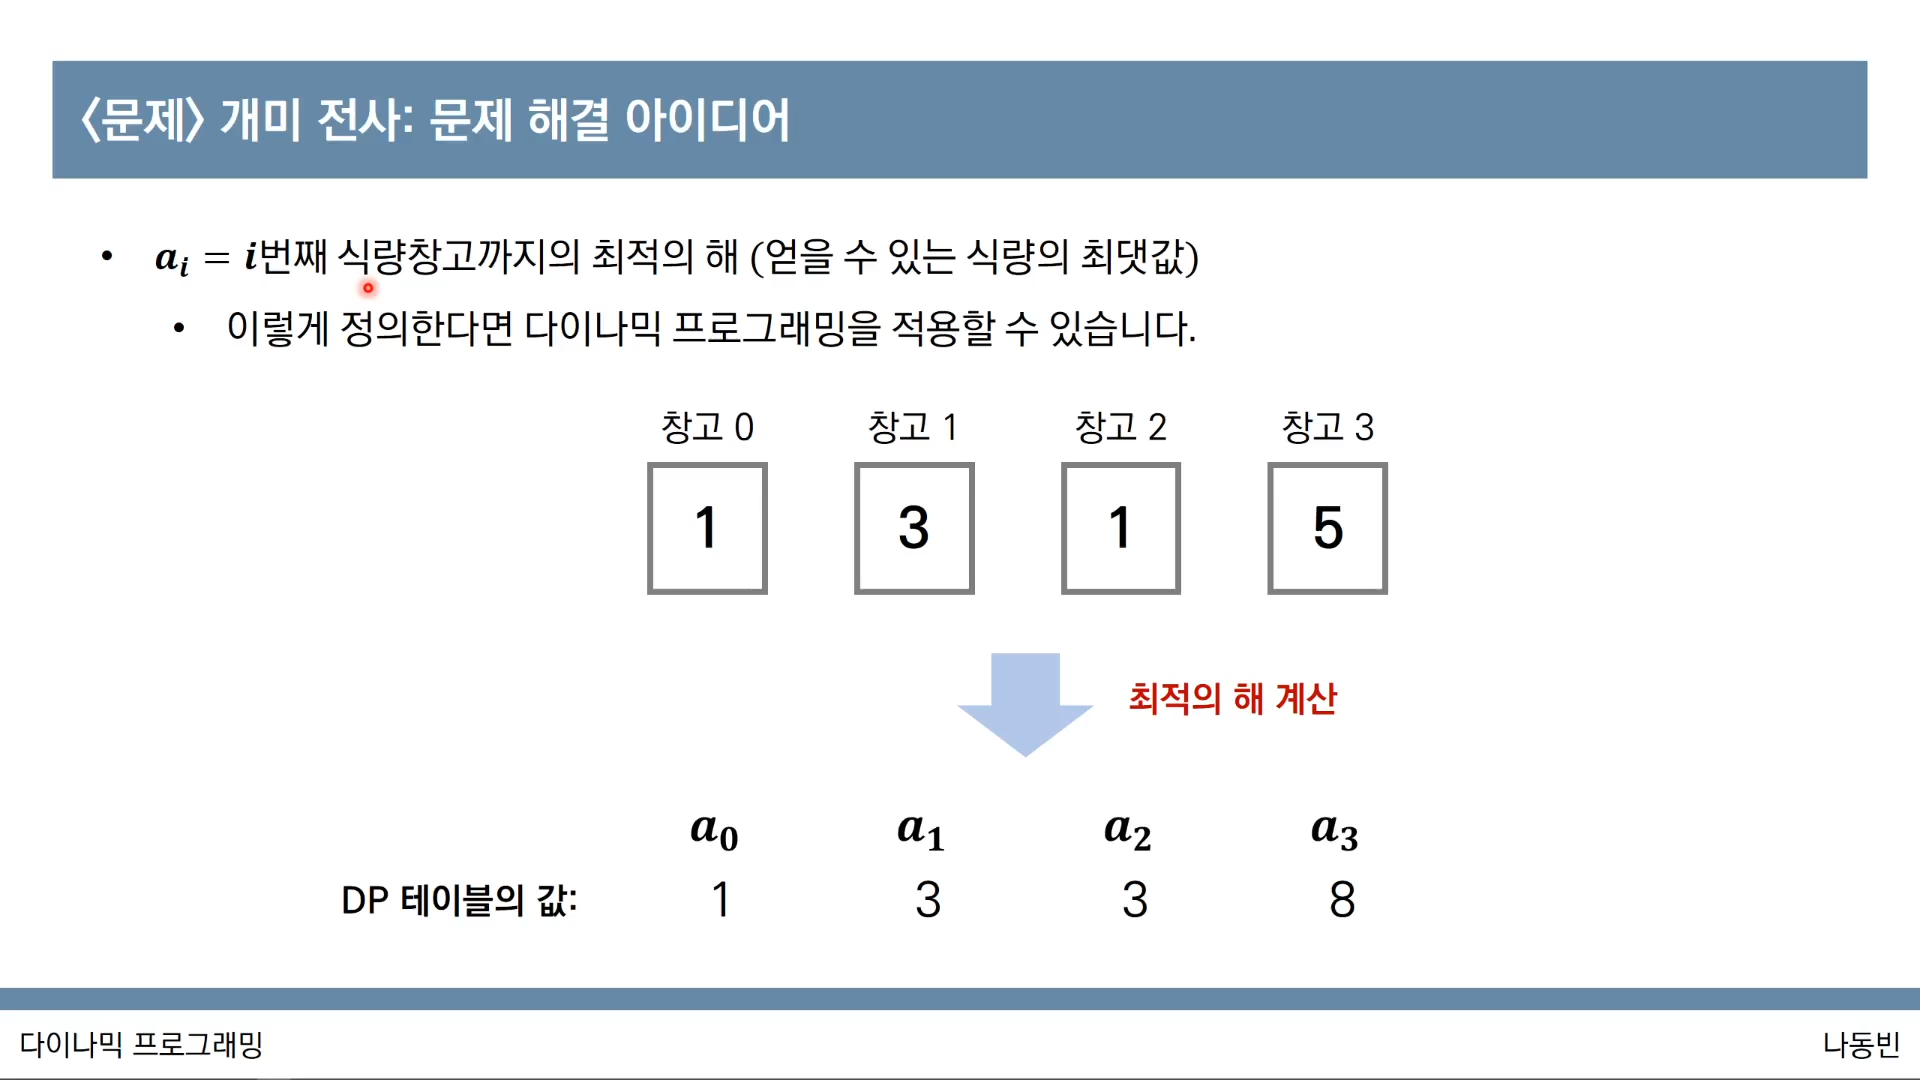 〈문제〉 개미 전사: 문제 해결 아이디어
• aᵢ = i번째 식량창고까지의 최적의 해 (얻을 수 있는 식량의 최댓값)
• 이렇게 정의한다면 다이나믹 프로그래밍을 적용할 수 있습니다.
창고 0 창고 1 창고 2 창고 3
1 3 1 5
최적의 해 계산
a₀ a₁ a₂ a₃
DP 테이블의 값: 1 3 3 8
다이나믹 프로그래밍 나동빈